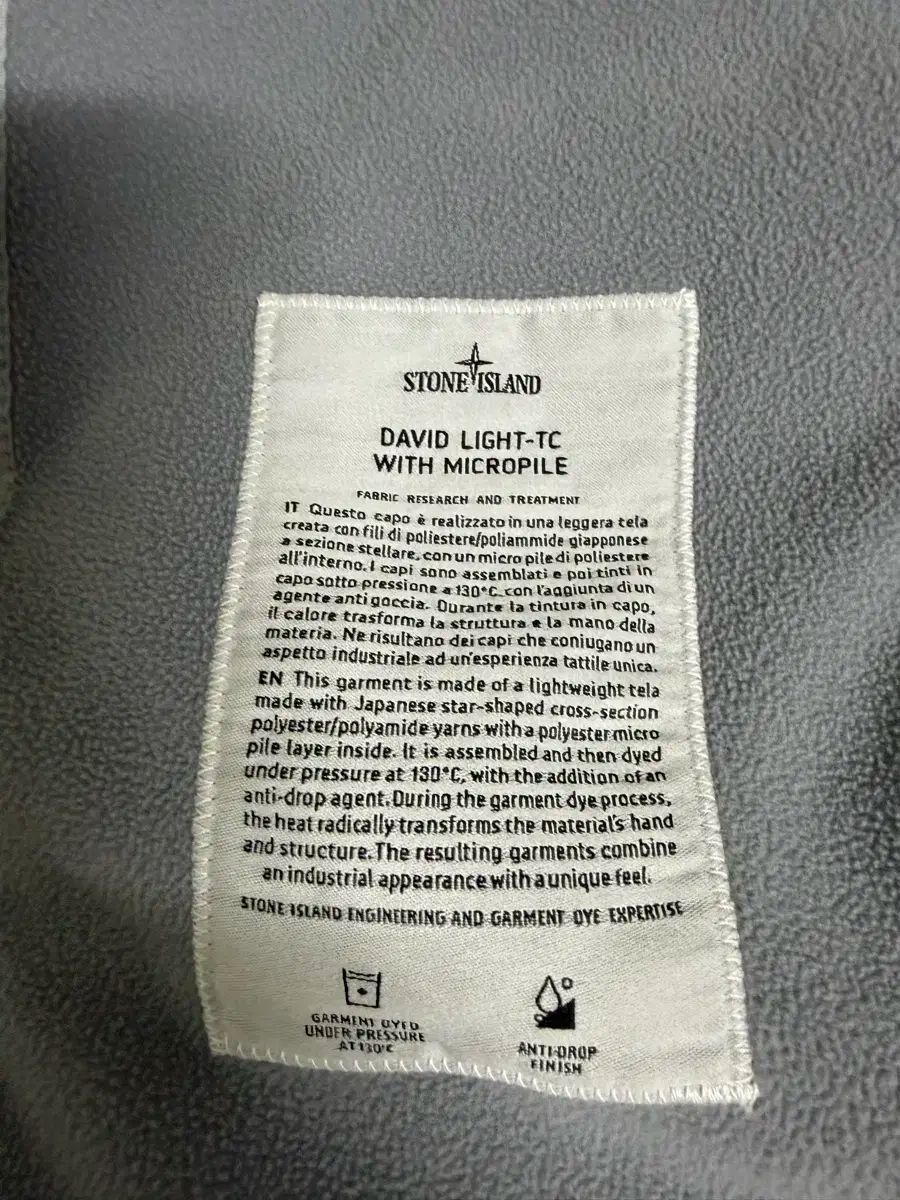 STONE ISLAND
DAVID LIGHT-TC
WITH MICROPILE
FABRIC RESEARCH AND TREATMENT
IT Questo capo è realizzato in una leggera tela
creata con fili di poliestere/poliammide giapponese
a sezione stellare, con un micro pile di poliestere
all'interno. I capi sono assemblati e poi tinti in
capo sotto pressione a 130°C con l'aggiunta di un
agente anti goccia. Durante la tintura in capo,
il calore trasforma la struttura e la mano della
materia. Ne risultano dei capi che coniugano un
aspetto industriale ad un'esperienza tattile unica.
EN This garment is made of a lightweight tela
made with Japanese star-shaped cross-section
polyester/polyamide yarns with a polyester micro
pile layer inside. It is assembled and then dyed
under pressure at 130°C, with the addition of an
anti-drop agent. During the garment dye process,
the heat radically transforms the material's hand
and structure. The resulting garments combine
an industrial appearance with a unique feel.
STONE ISLAND ENGINEERING AND GARMENT DYE EXPERTISE
GARMENT DYED
UNDER PRESSURE
AT 130°C
ANTI-DROP
FINISH